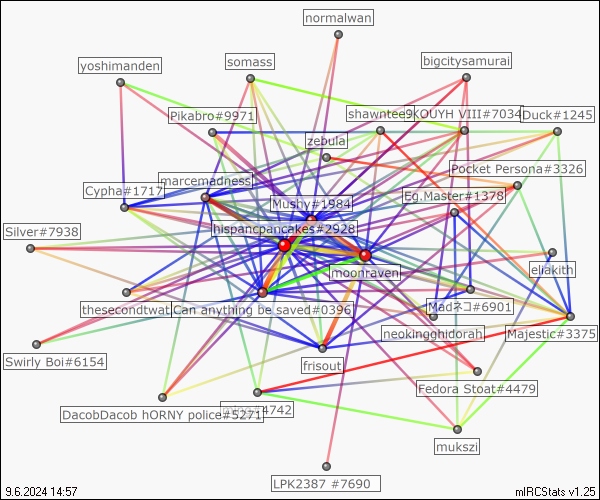 normalwan
yoshimanden
somass
bigcitysamurai
Pikabro#9971
shawntee
KOUYH VIII#7034
Duck#1245
zebula
Pocket Persona#3326
marcemadness
Cypha#1717
Mushy#1984
Eg.Master#1378
hispancpancakes#2928
Silver#7938
moonraven
eliakith
thesecondtwat
Can anything be saved#0396
Madネコ#6901
neokingghidorah
Majestic#3375
Swirly Boi#6154
frisout
Fedora Stoat#4479
DacobDacob hORNY police#5271
#4742
mukszi
LPK2387 #7690
9.6.2024 14:57
mIRCStats v1.25